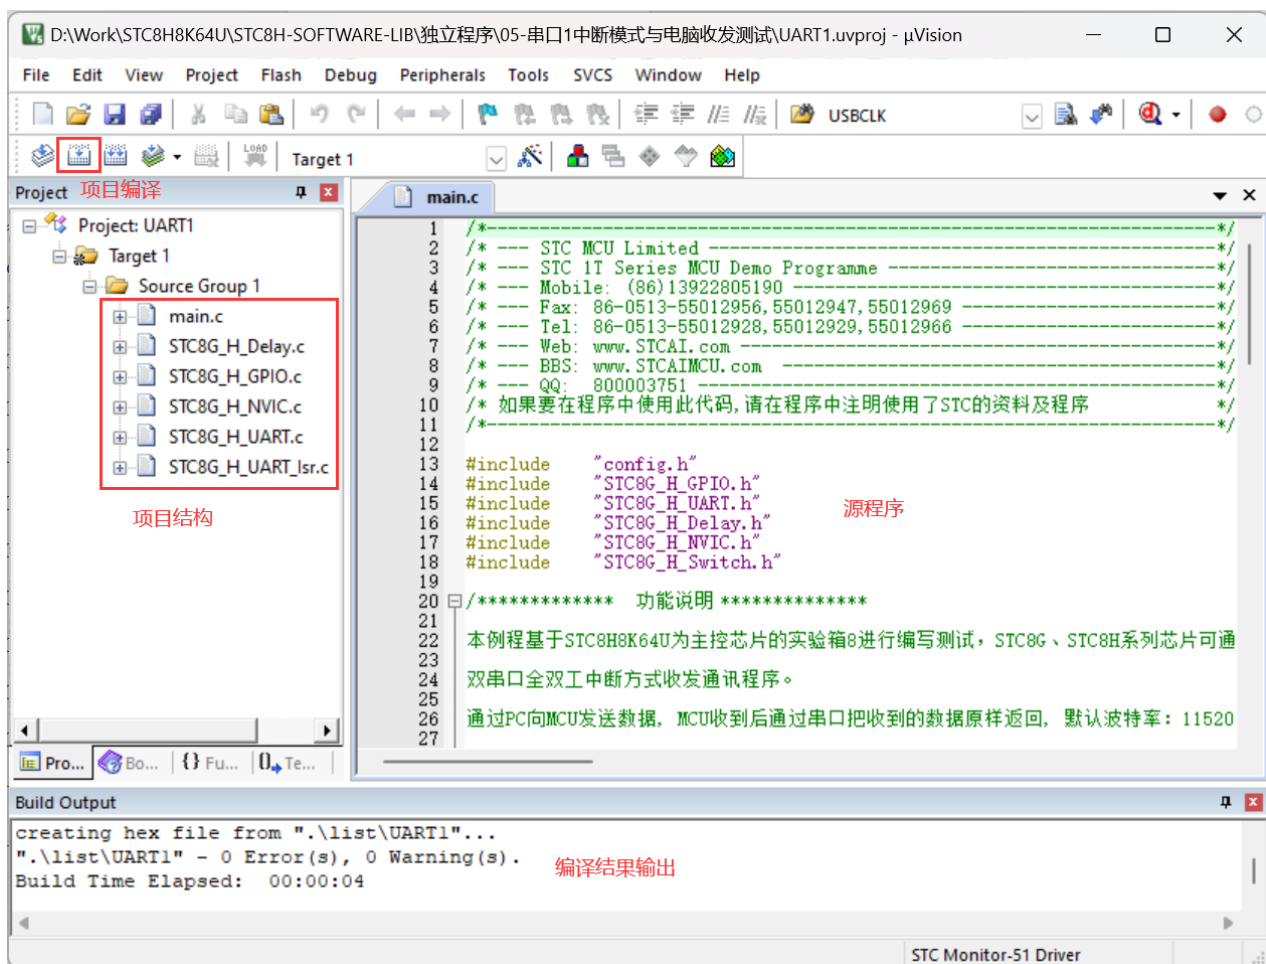 D:\Work\STC8H8K64U\STC8H-SOFTWARE-LIB\独立程序\05-串口1中断模式与电脑收发测试\UART1.uvproj - µVision
File Edit View Project Flash Debug Peripherals Tools SVCS Window Help
USBCLK
LOAD
Target 1
Project 项目编译
main.c
Project: UART1
Target 1
Source Group 1
main.c
STC8G_H_Delay.c
STC8G_H_GPIO.c
STC8G_H_NVIC.c
STC8G_H_UART.c
STC8G_H_UART_Isr.c
项目结构
1 /*---------------------------------------------------------------------*/
2 /* --- STC MCU Limited ------------------------------------------------*/
3 /* --- STC 1T Series MCU Demo Programme -------------------------------*/
4 /* --- Mobile: (86)13922805190 ----------------------------------------*/
5 /* --- Fax: 86-0513-55012956,55012947,55012969 ------------------------*/
6 /* --- Tel: 86-0513-55012928,55012929,55012966 ------------------------*/
7 /* --- Web: www.STCAI.com ---------------------------------------------*/
8 /* --- BBS: www.STCAIMCU.com -----------------------------------------*/
9 /* --- QQ: 800003751 -------------------------------------------------*/
10 /* 如果要在程序中使用此代码,请在程序中注明使用了STC的资料及程序 */
11 /*---------------------------------------------------------------------*/
12
13 #include "config.h"
14 #include "STC8G_H_GPIO.h"
15 #include "STC8G_H_UART.h"
16 #include "STC8G_H_Delay.h"
17 #include "STC8G_H_NVIC.h"
18 #include "STC8G_H_Switch.h"
源程序
19
20 /************* 功能说明 **************
21
22 本例程基于STC8H8K64U为主控芯片的实验箱8进行编写测试，STC8G、STC8H系列芯片可通
23
24 双串口全双工中断方式收发通讯程序。
25
26 通过PC向MCU发送数据, MCU收到后通过串口把收到的数据原样返回, 默认波特率: 11520
27
Pro... Bo... {} Fu... Te...
Build Output
creating hex file from ".\list\UART1"...
".\list\UART1" - 0 Error(s), 0 Warning(s).
Build Time Elapsed: 00:00:04
编译结果输出
STC Monitor-51 Driver